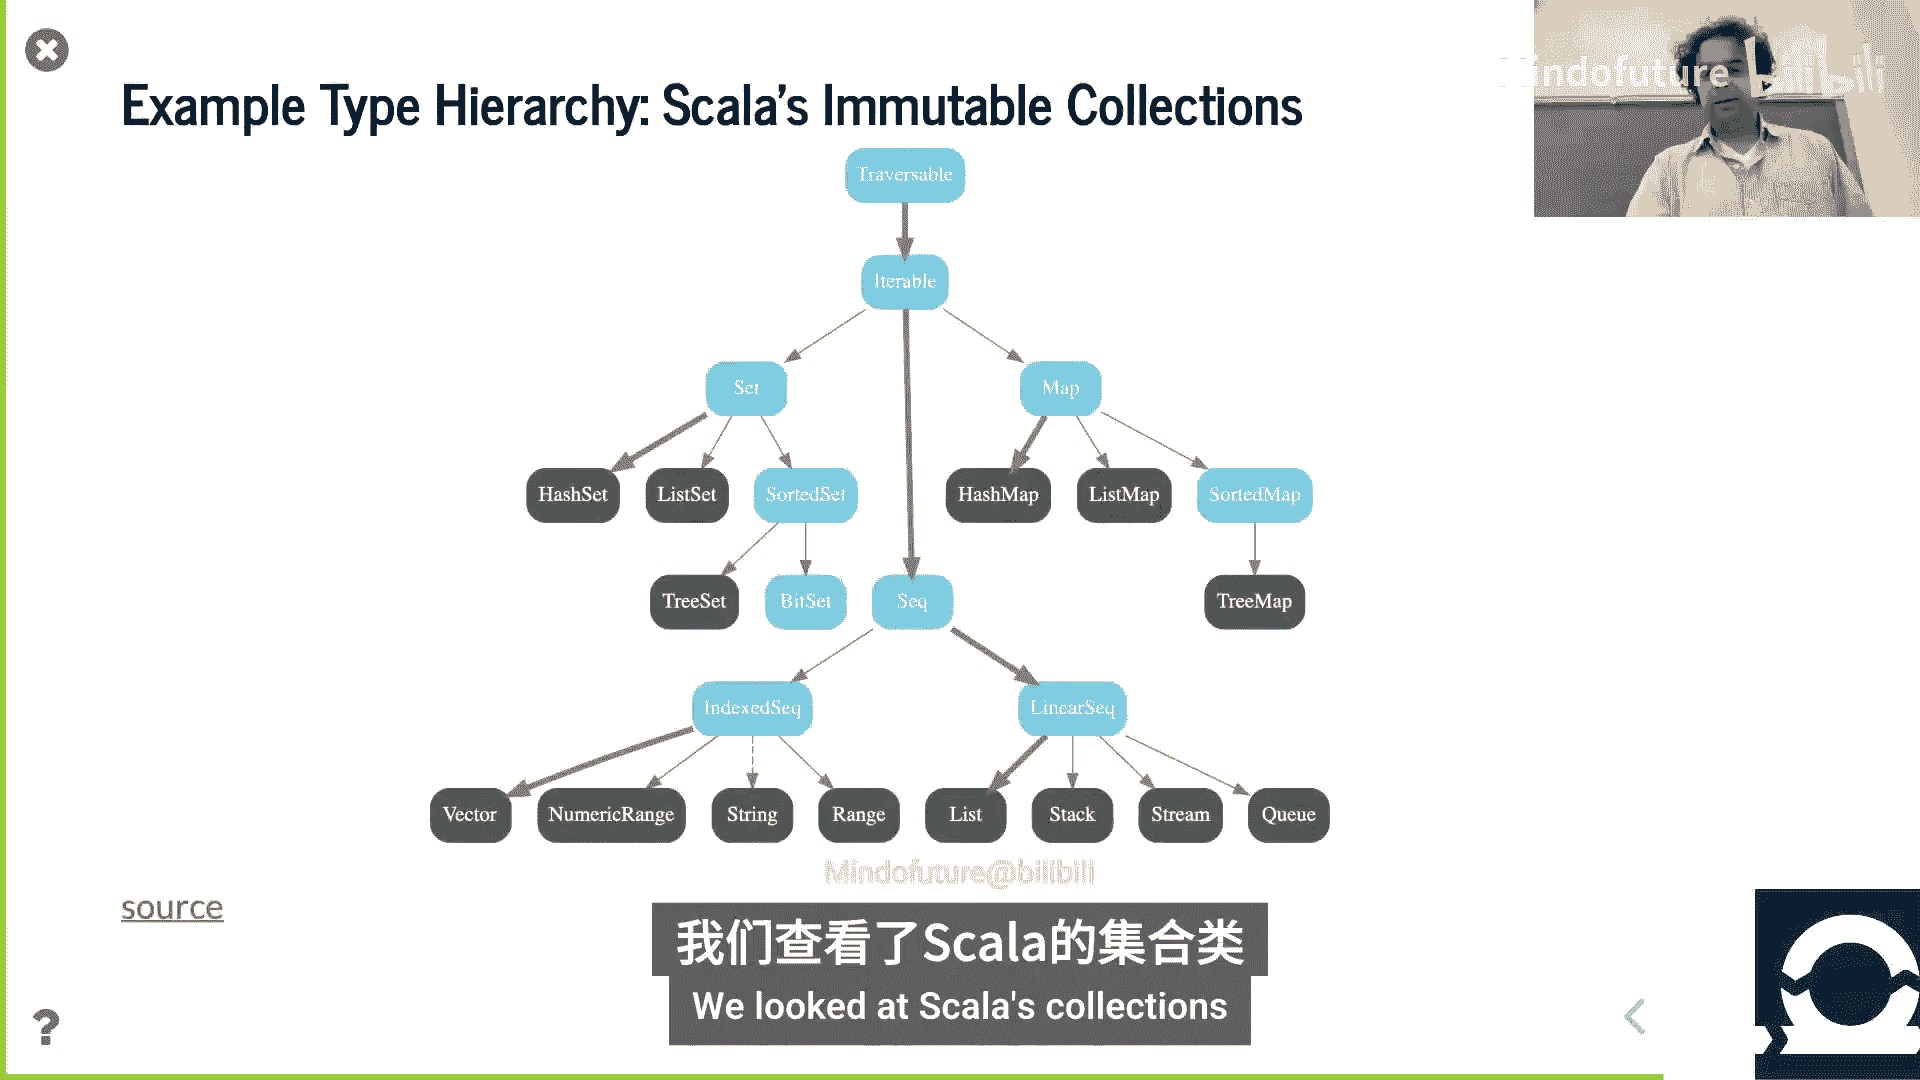 Example Type Hierarchy: Scala's Immutable Collections
Mindofuture bilibili
Traversable
Iterable
Set
Map
HashSet
ListSet
SortedSet
HashMap
ListMap
SortedMap
TreeSet
BitSet
Seq
TreeMap
IndexedSeq
LinearSeq
Vector
NumericRange
String
Range
List
Stack
Stream
Queue
Mindofuture@bilibili
source
我们查看了Scala的集合类
We looked at Scala's collections
?